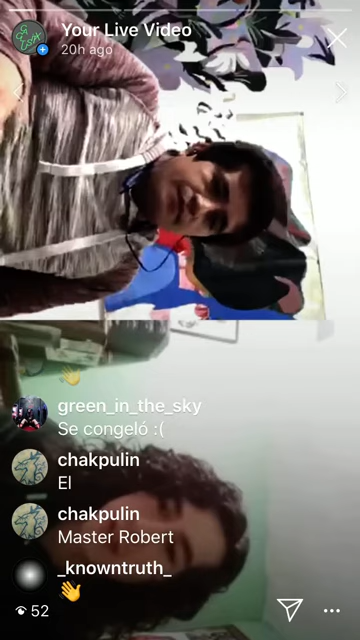 Your Live Video
20h ago
green_in_the_sky
Se congeló :(
chakpulin
El
chakpulin
Master Robert
_knowntruth_
52